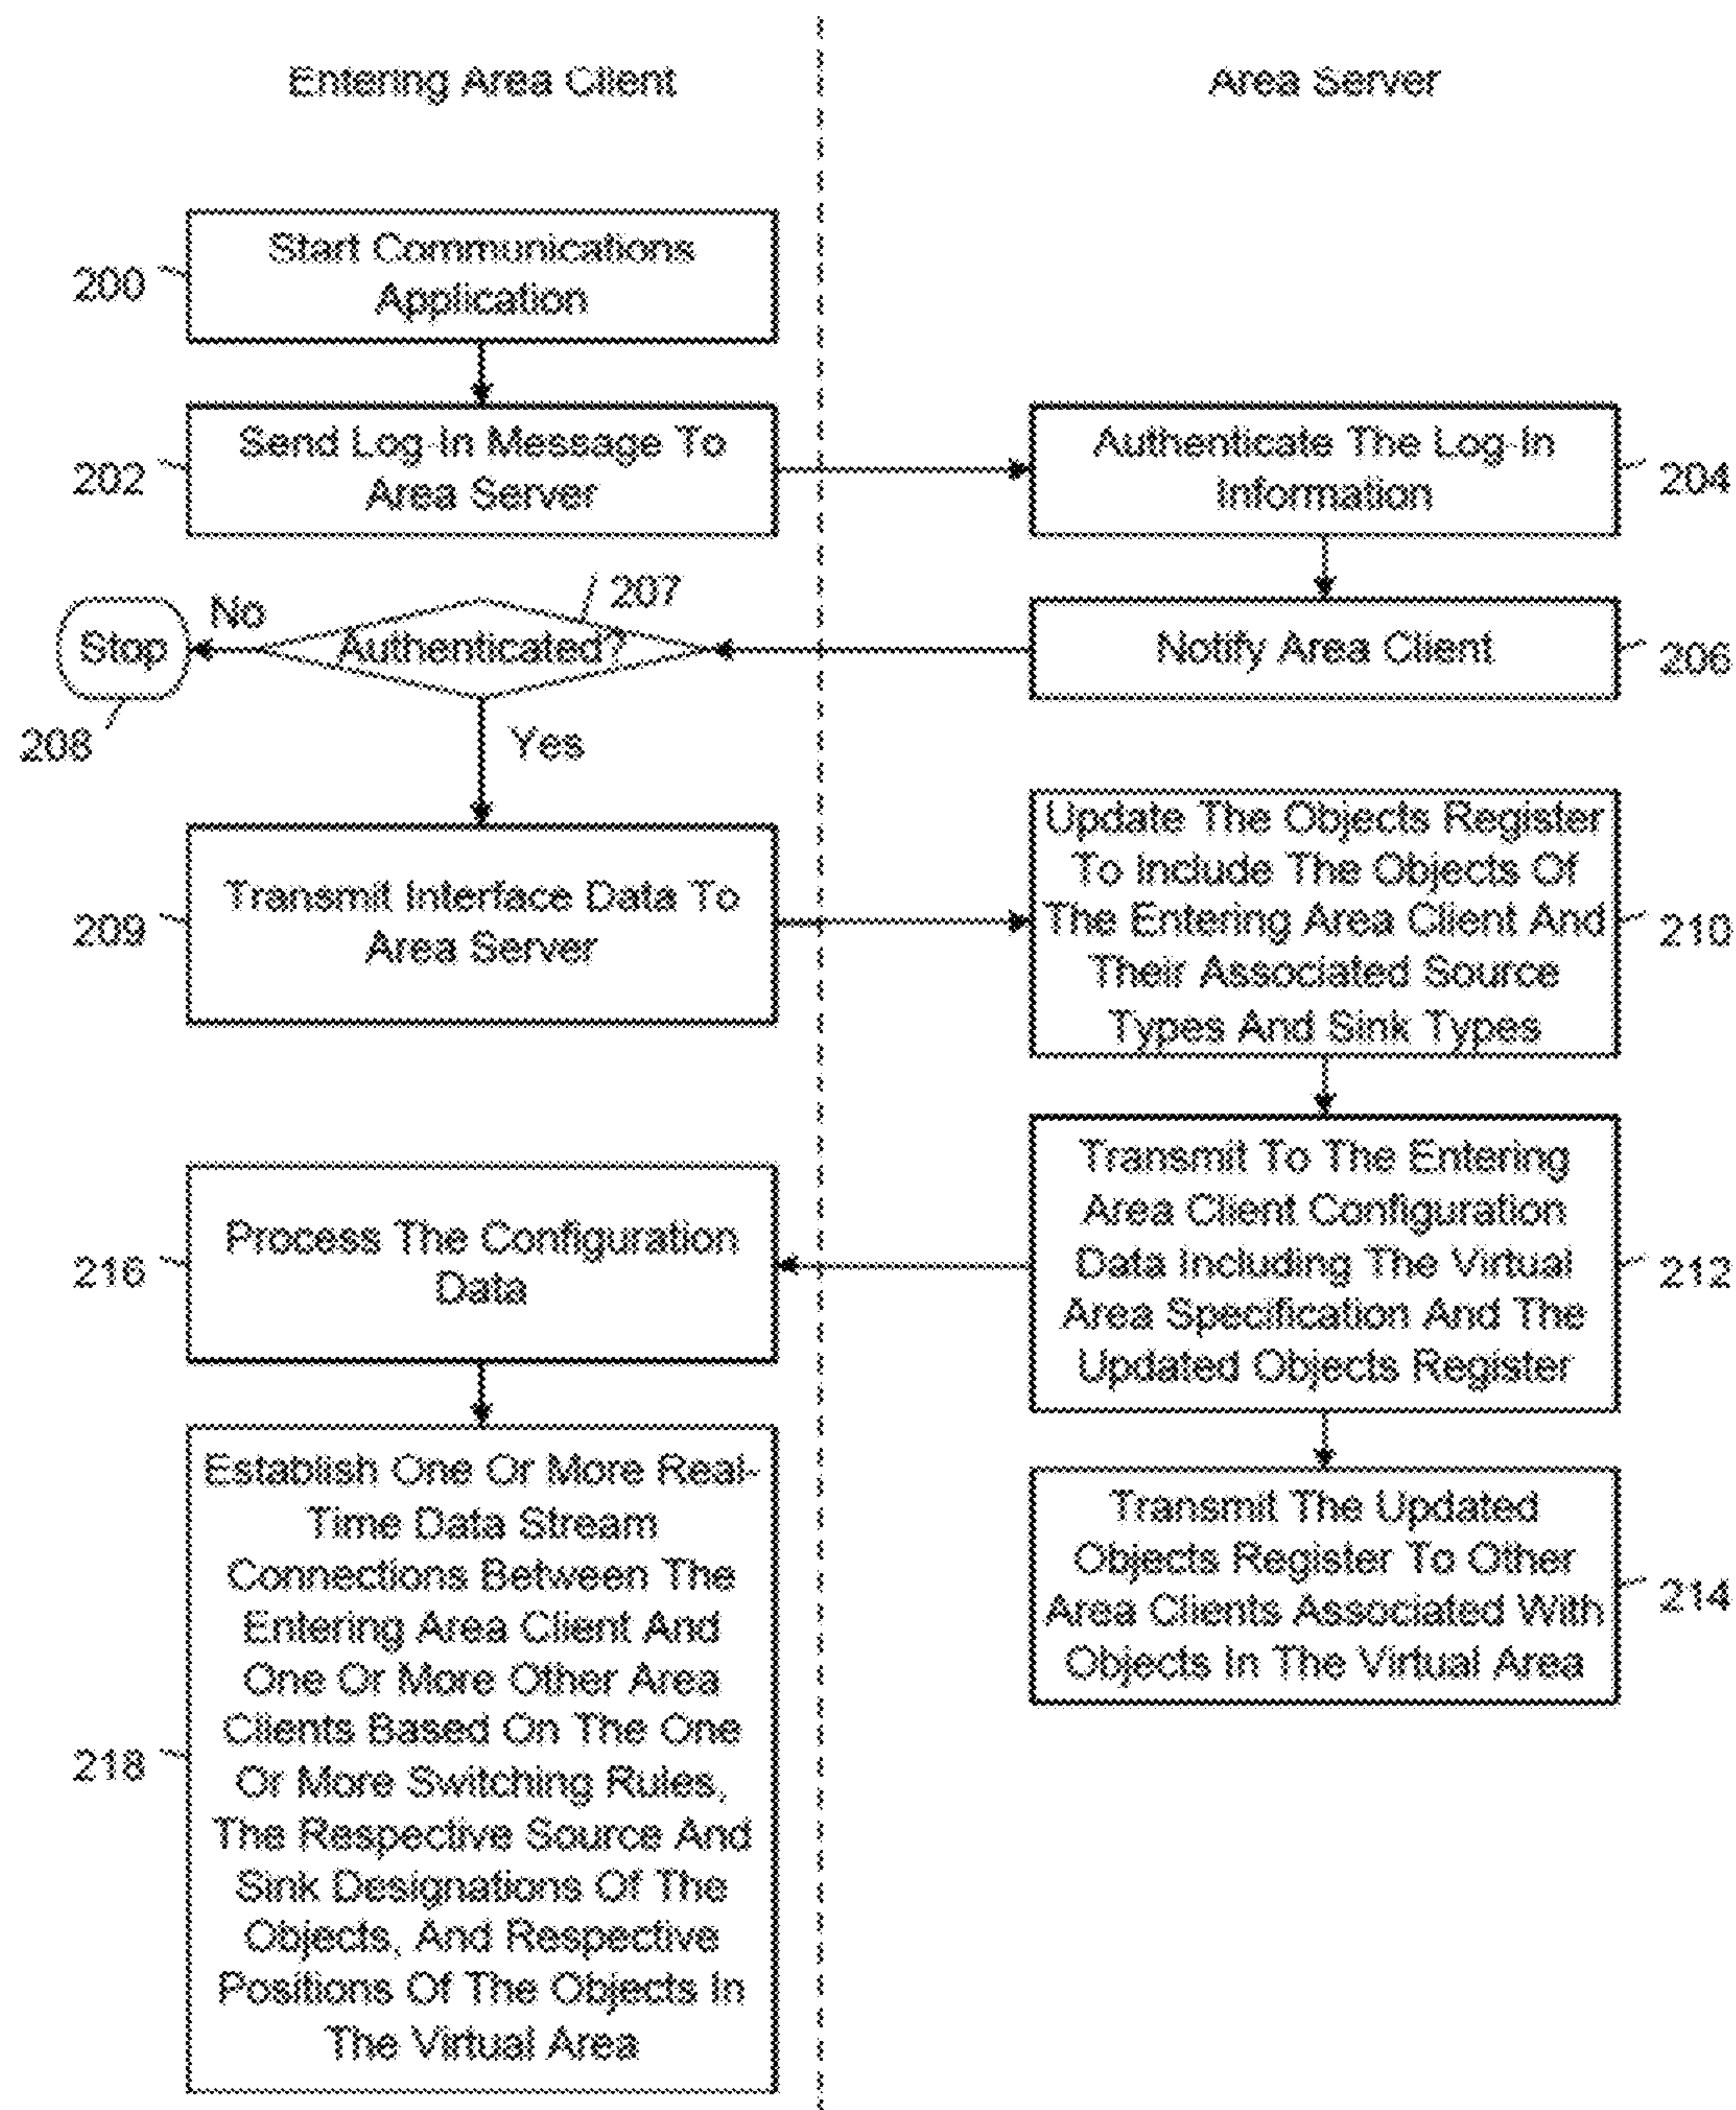 Entering Area Client
Area Server
Start Communications
Application
200
Send Log-In Message To
Area Server
202
Authenticate The Log-In
Information
204
207
No
Stop
Authenticated?
Notify Area Client
206
208
Yes
Transmit Interface Data To
Area Server
209
Update The Objects Register
To Include The Objects Of
The Entering Area Client And
Their Associated Source
Types And Sink Types
210
Process The Configuration
Data
216
Transmit To The Entering
Area Client Configuration
Data Including The Virtual
Area Specification And The
Updated Objects Register
212
Establish One Or More Real-
Time Data Stream
Connections Between The
Entering Area Client And
One Or More Other Area
Clients Based On The One
Or More Switching Rules,
The Respective Source And
Sink Designations Of The
Objects, And Respective
Positions Of The Objects In
The Virtual Area
218
Transmit The Updated
Objects Register To Other
Area Clients Associated With
Objects In The Virtual Area
214